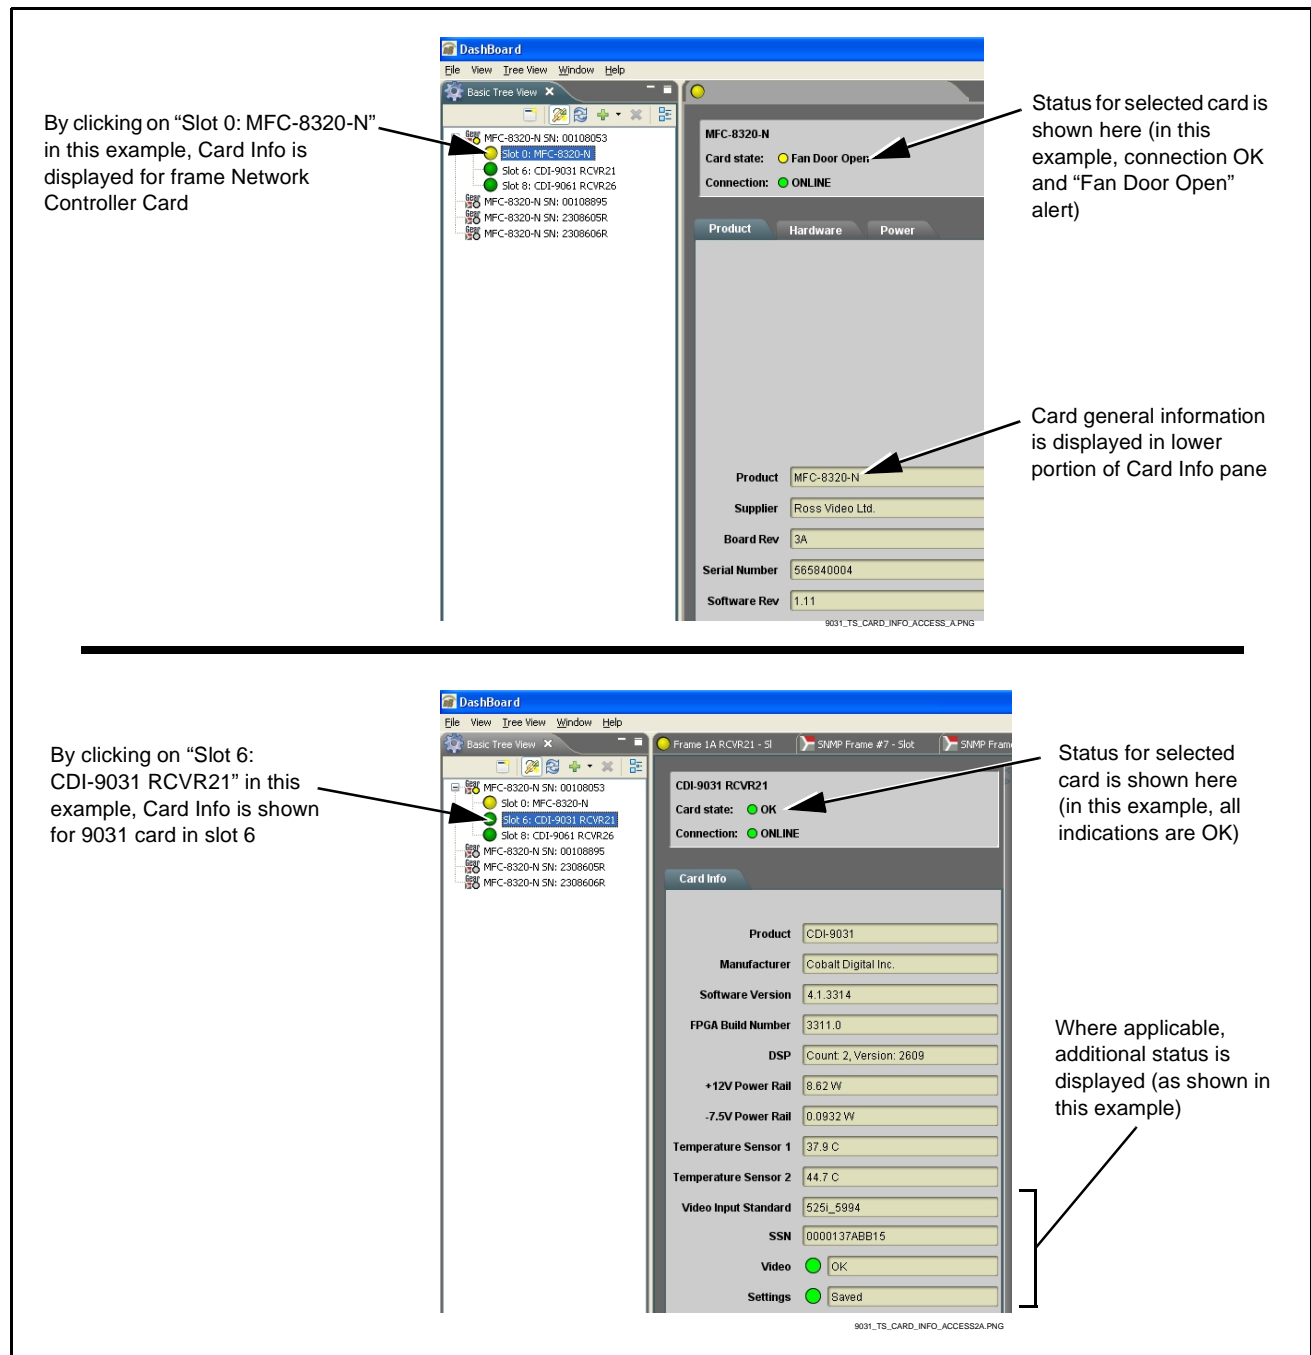 DashBoard
File View Tree View Window Help
Basic Tree View
MFC-8320-N SN: 00108053
Slot 0: MFC-8320-N
Slot 6: CDI-9031 RCVR21
Slot 8: CDI-9061 RCVR26
MFC-8320-N SN: 00108895
MFC-8320-N SN: 2308605R
MFC-8320-N SN: 2308606R
By clicking on “Slot 0: MFC-8320-N”
in this example, Card Info is
displayed for frame Network
Controller Card
MFC-8320-N
Card state: Fan Door Open
Connection: ONLINE
Status for selected card is
shown here (in this
example, connection OK
and “Fan Door Open”
alert)
Product Hardware Power
Card general information
is displayed in lower
portion of Card Info pane
Product MFC-8320-N
Supplier Ross Video Ltd.
Board Rev 3A
Serial Number 565840004
Software Rev 1.11
9031_TS_CARD_INFO_ACCESS_A.PNG
DashBoard
File View Tree View Window Help
Basic Tree View
Frame 1A RCVR21 - Sl SNMP Frame #7 - Slot SNMP Fram
MFC-8320-N SN: 00108053
Slot 0: MFC-8320-N
Slot 6: CDI-9031 RCVR21
Slot 8: CDI-9061 RCVR26
MFC-8320-N SN: 00108895
MFC-8320-N SN: 2308605R
MFC-8320-N SN: 2308606R
By clicking on “Slot 6:
CDI-9031 RCVR21” in this
example, Card Info is shown
for 9031 card in slot 6
CDI-9031 RCVR21
Card state: OK
Connection: ONLINE
Status for selected
card is shown here
(in this example, all
indications are OK)
Card Info
Product CDI-9031
Manufacturer Cobalt Digital Inc.
Software Version 4.1.3314
FPGA Build Number 3311.0
DSP Count: 2, Version: 2609
+12V Power Rail 8.62 W
-7.5V Power Rail 0.0932 W
Temperature Sensor 1 37.9 C
Temperature Sensor 2 44.7 C
Video Input Standard 525i_5994
SSN 0000137ABB15
Video OK
Settings Saved
Where applicable,
additional status is
displayed (as shown in
this example)
9031_TS_CARD_INFO_ACCESS2A.PNG